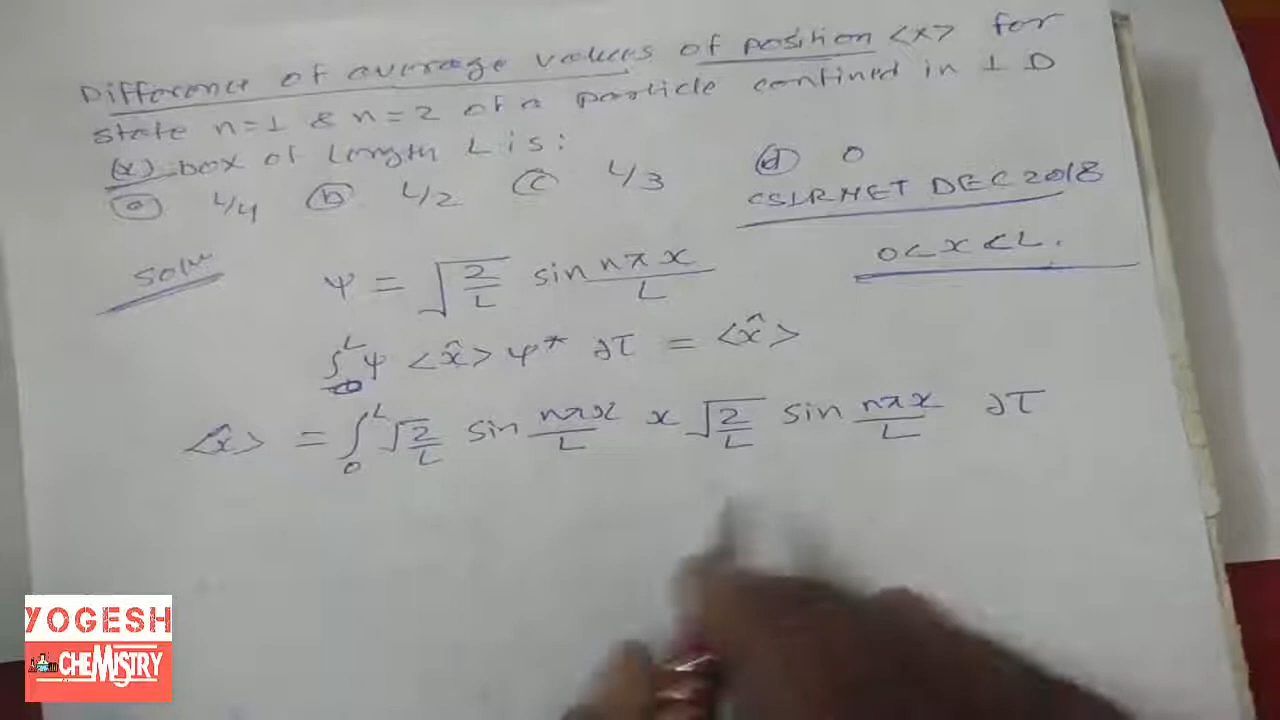 Difference of average values of position <x> for
state n=1 & n=2 of a particle confined in 1 D
(x) box of length L is:
(a) L/4 (b) L/2 (c) L/3 (d) 0
CSIR NET DEC 2018
0<x<L.
Soln
ψ = √2/L sin nπx/L
∫₀ᴸ ψ <x̂> ψ* ∂τ = <x̂>
<x̂> = ∫₀ᴸ √2/L sin nπx/L x √2/L sin nπx/L ∂τ
YOGESH
CHEMISTRY